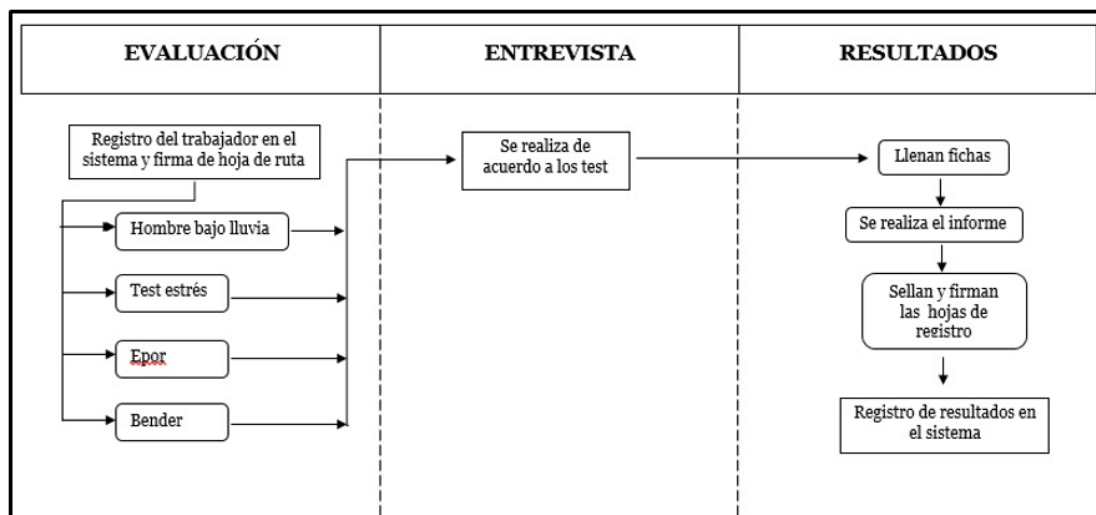 EVALUACIÓN
ENTREVISTA
RESULTADOS
Registro del trabajador en el
sistema y firma de hoja de ruta
Hombre bajo lluvia
Test estrés
Epor
Bender
Se realiza de
acuerdo a los test
Llenan fichas
Se realiza el informe
Sellan y firman
las hojas de
registro
Registro de resultados en
el sistema